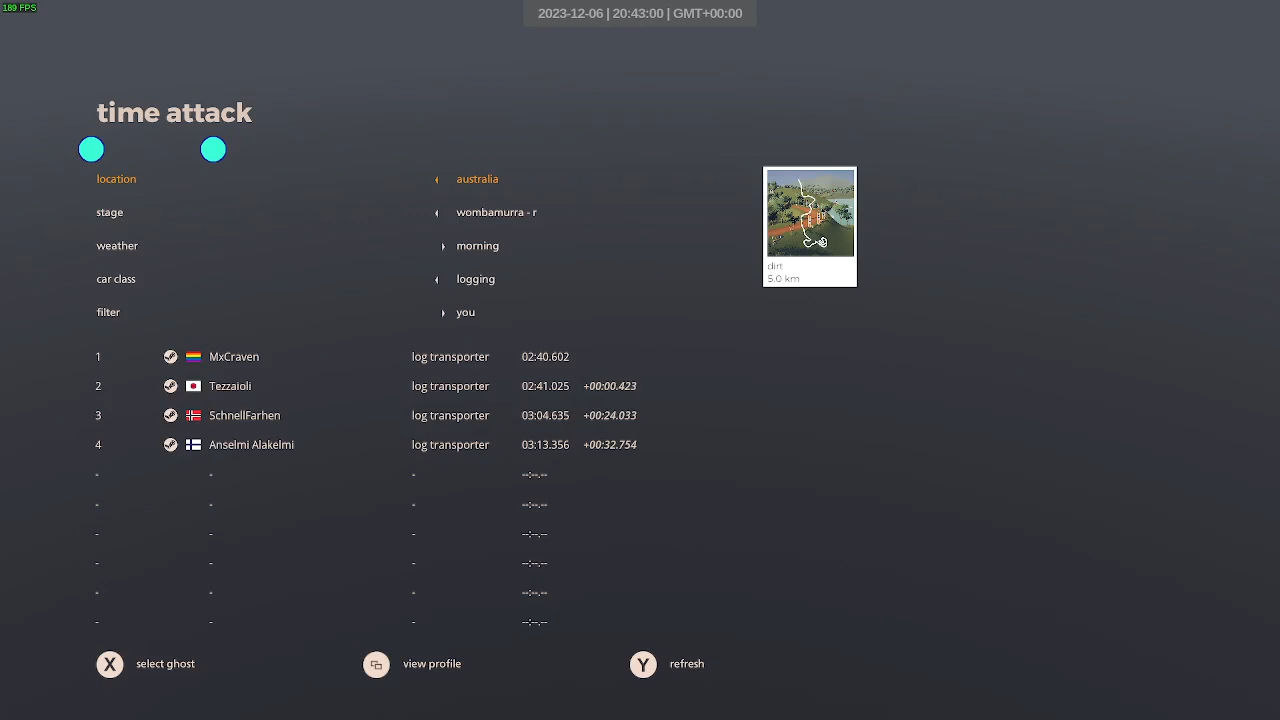 189 FPS
2023-12-06 | 20:43:00 | GMT+00:00
time attack
location australia
stage wombamurra - r
weather morning
car class logging
filter you
dirt
5.0 km
1 MxCraven log transporter 02:40.602
2 Tezzaioli log transporter 02:41.025 +00:00.423
3 SchnellFarhen log transporter 03:04.635 +00:24.033
4 Anselmi Alakelmi log transporter 03:13.356 +00:32.754
- - - --:--.--
- - - --:--.--
- - - --:--.--
- - - --:--.--
- - - --:--.--
- - - --:--.--
X select ghost view profile Y refresh